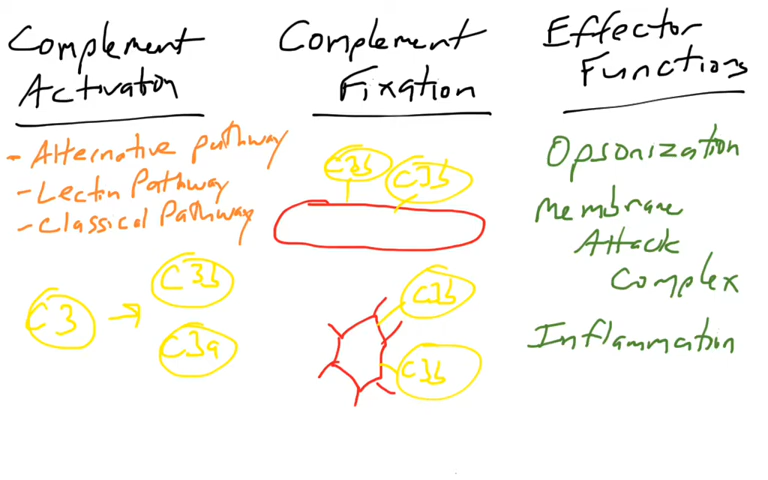 Complement
Activation
- Alternative pathway
- Lectin Pathway
- Classical Pathway
C3
C3b
C3a
Complement
Fixation
C3b
C3b
C3b
C3b
Effector
Functions
Opsonization
Membrane
Attack
Complex
Inflammation